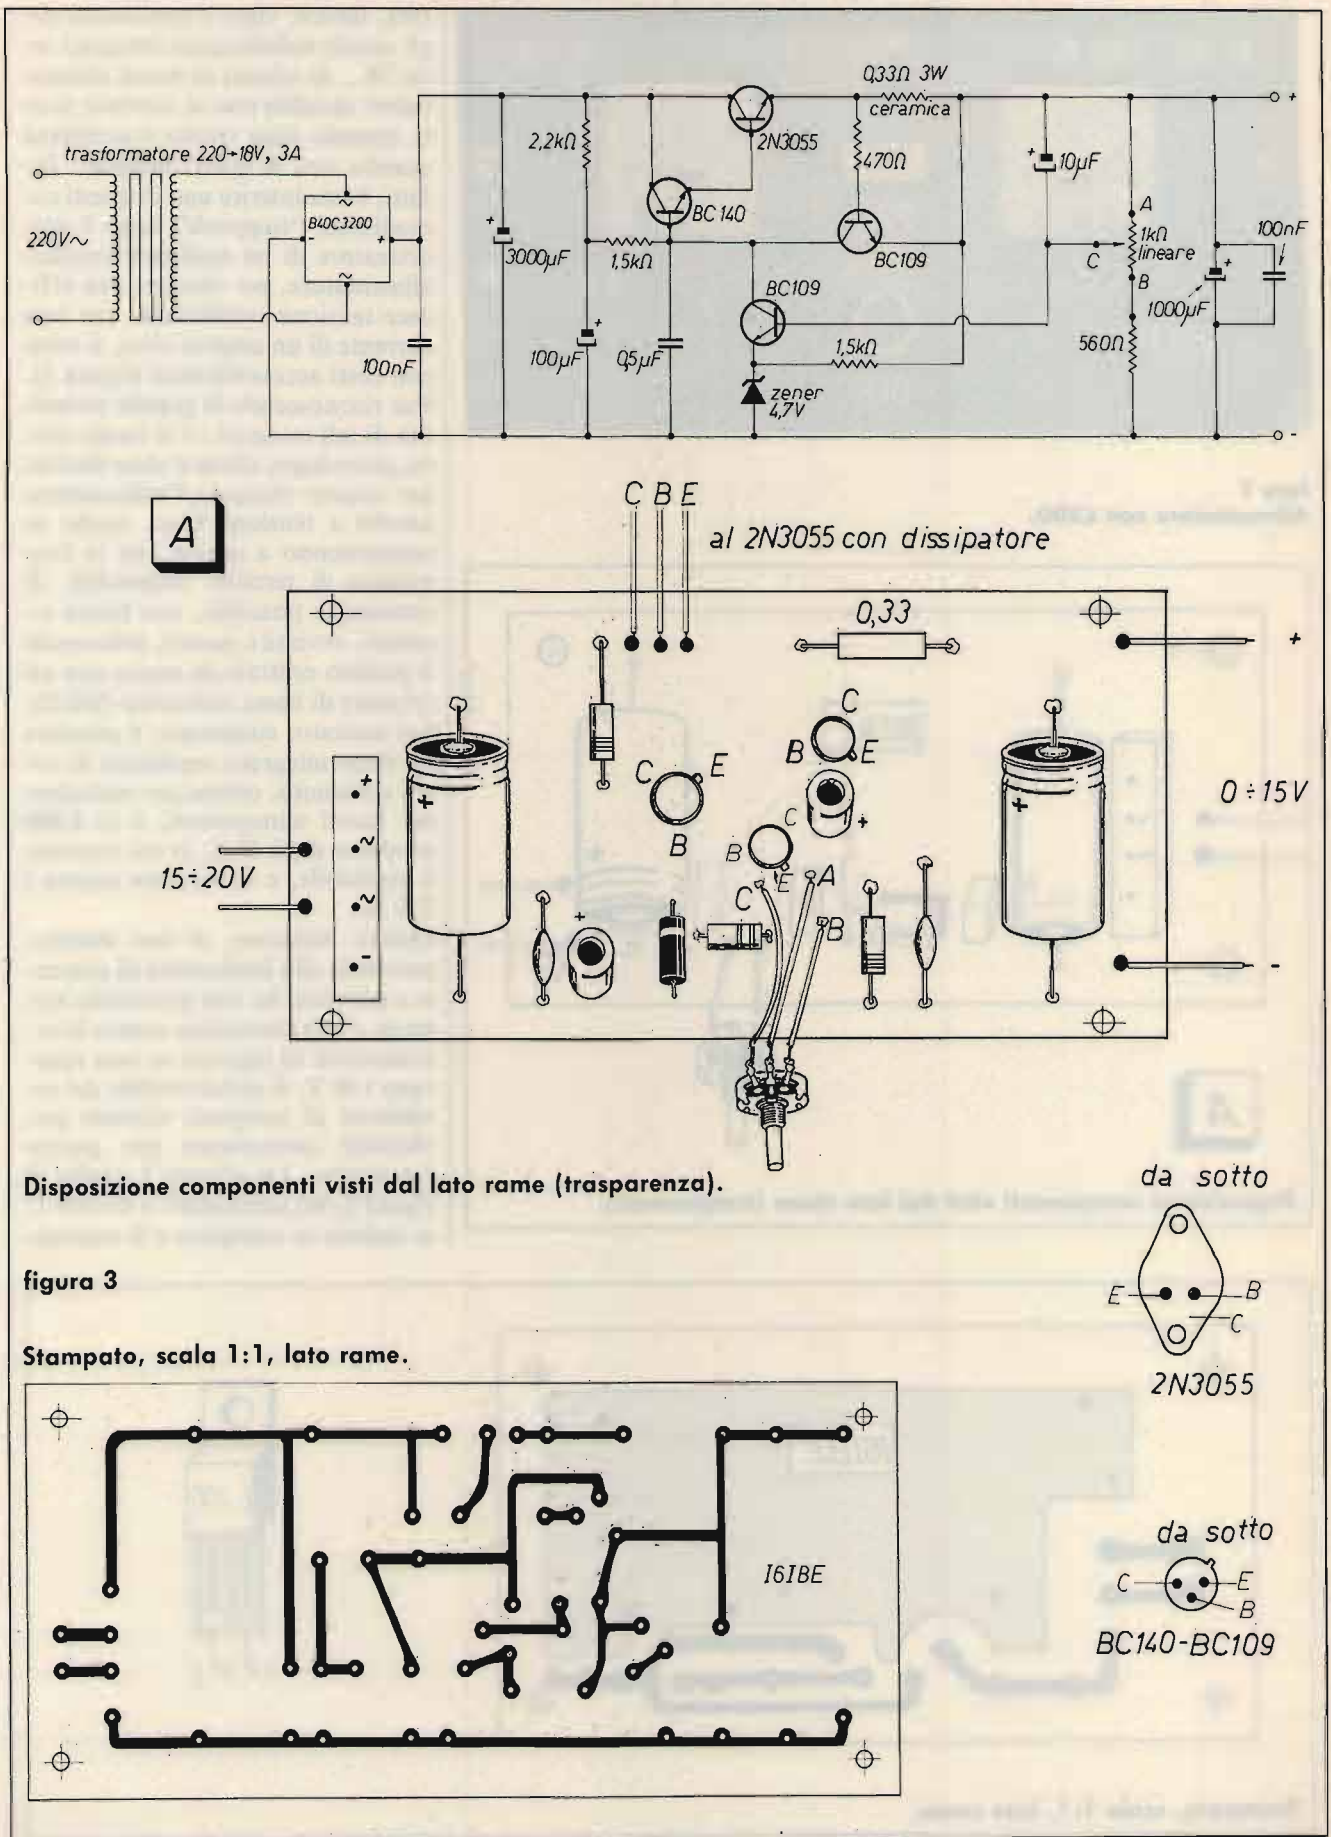 0,33Ω 3W
ceramica
2,2kΩ
2N3055
470Ω
10µF
trasformatore 220→18V, 3A
B40C3200
220V~
~
-
+
~
+
3000µF
100nF
BC140
1,5kΩ
BC109
BC109
+
100µF
0,5µF
1,5kΩ
zener
4,7V
+
A
1kΩ
lineare
C
B
560Ω
+
1000µF
100nF
+
-
A
C B E
al 2N3055 con dissipatore
0,33
+
C
B E
C E
B
C
+
B
E
+
~
~
-
+
+
0÷15V
15÷20V
C
A
B
+
-
Disposizione componenti visti dal lato rame (trasparenza).
da sotto
E
B
C
2N3055
figura 3
Stampato, scala 1:1, lato rame.
I6IBE
da sotto
C
E
B
BC140-BC109